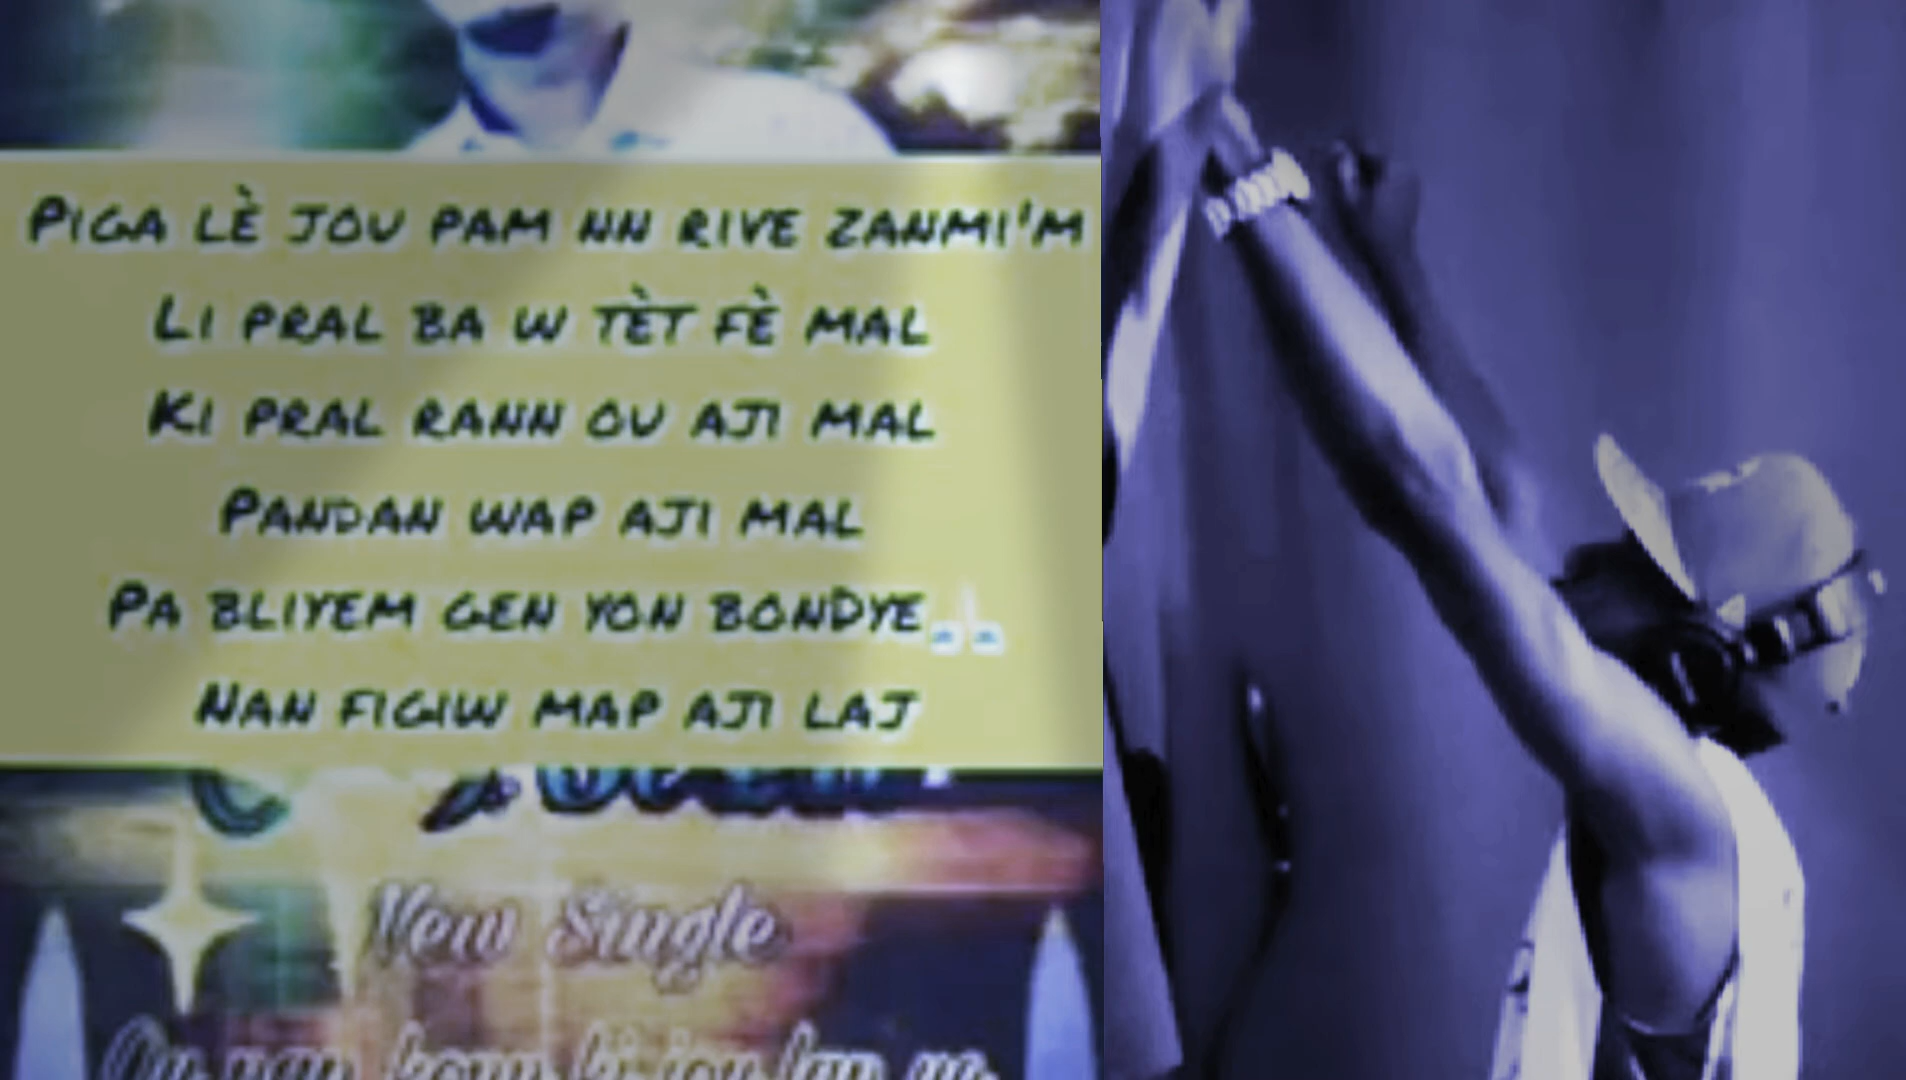 PIGA LÈ JOU PAM NN RIVE ZANMI'M
LI PRAL BA W TÈT FÈ MAL
KI PRAL RANN OU AJI MAL
PANDAN WAP AJI MAL
PA BLIYEM GEN YON BONDYE
NAN FIGIW MAP AJI LAJ
New Single